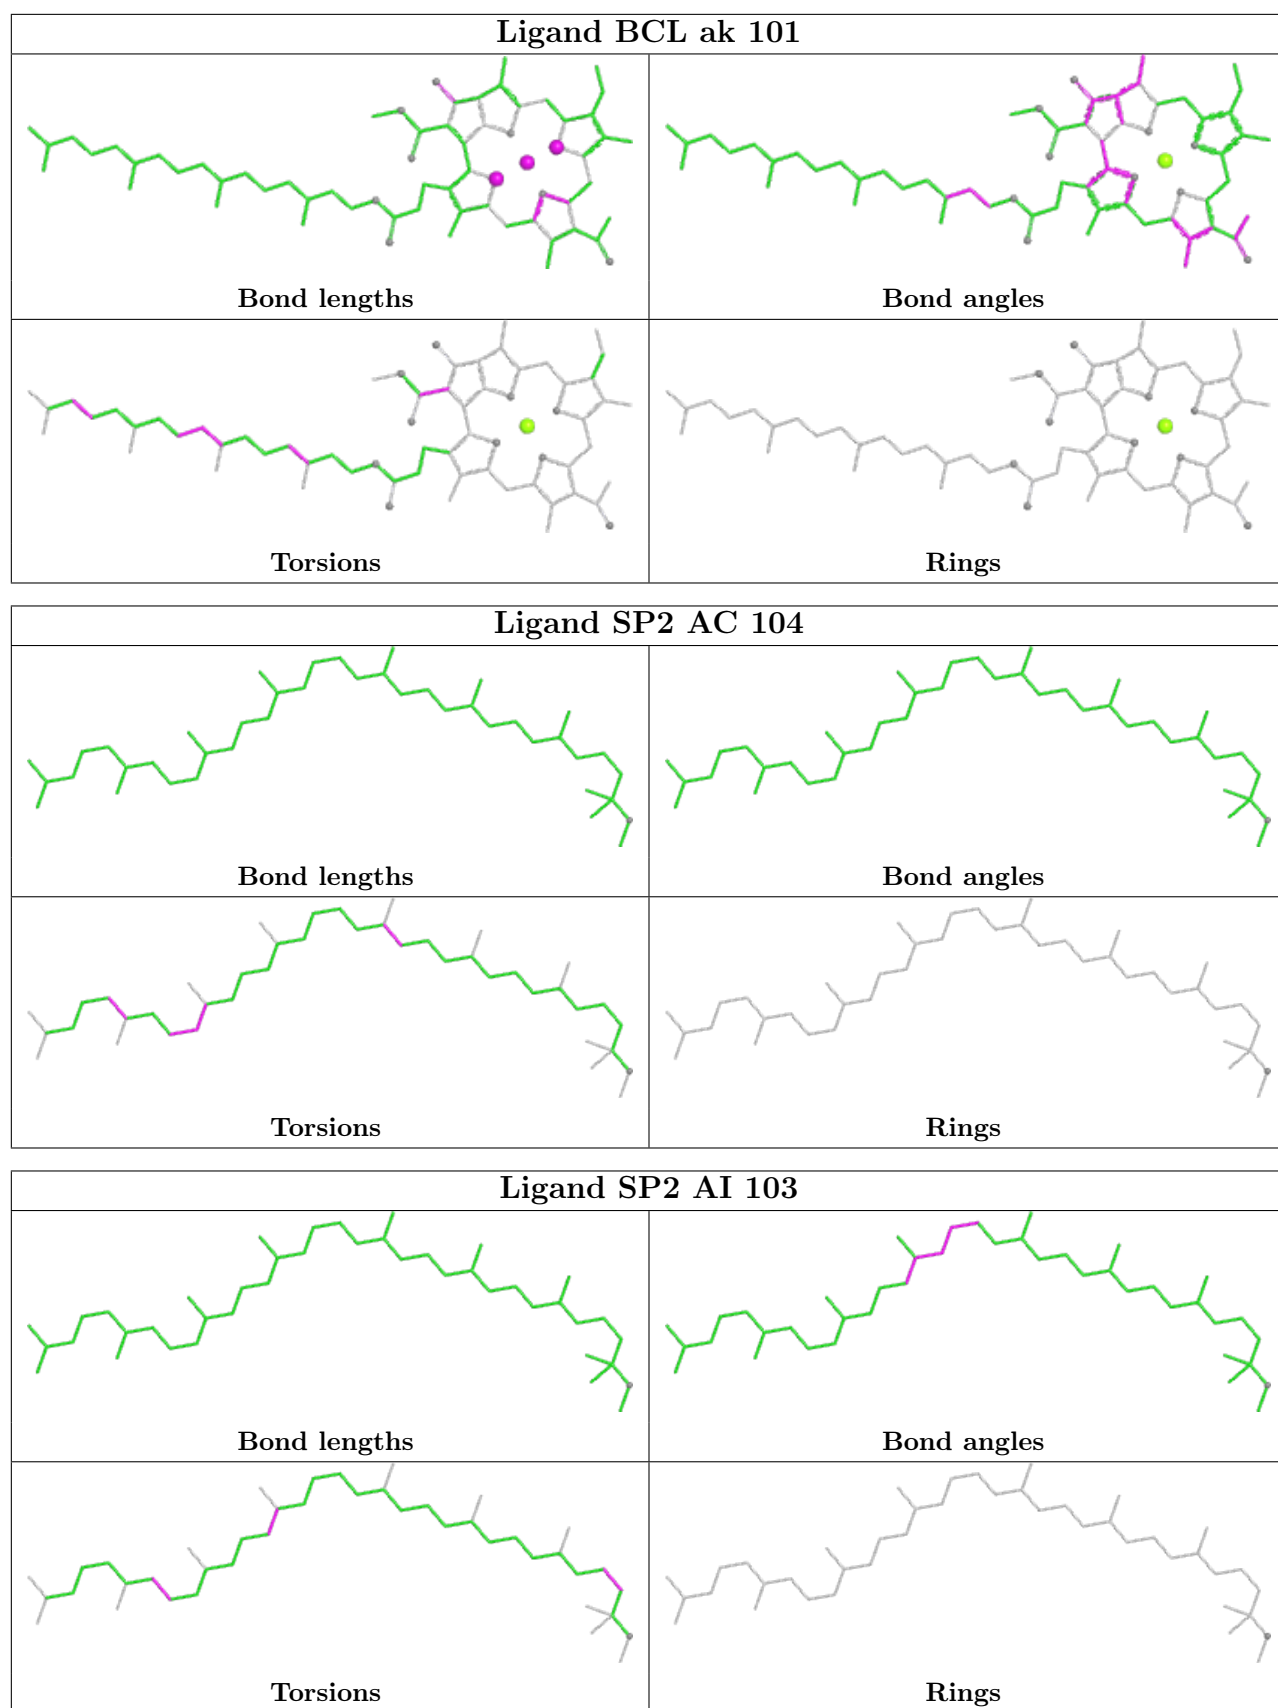 Ligand BCL ak 101
Bond lengths
Bond angles
Torsions
Rings
Ligand SP2 AC 104
Bond lengths
Bond angles
Torsions
Rings
Ligand SP2 AI 103
Bond lengths
Bond angles
Torsions
Rings